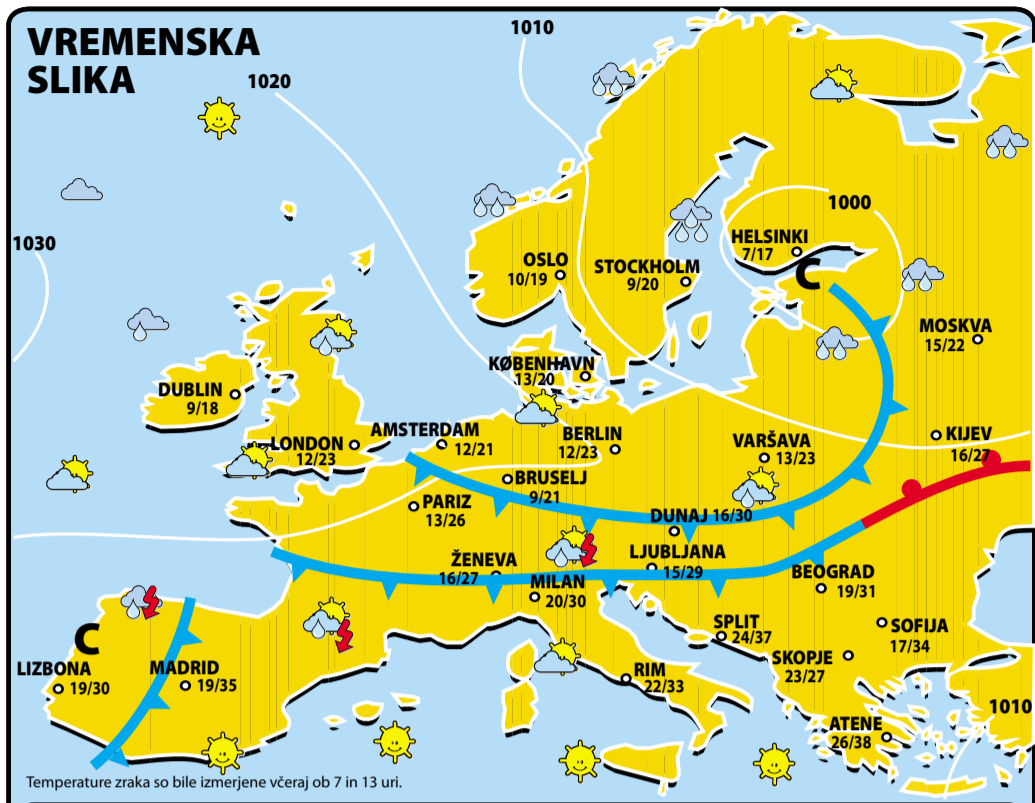 VREMENSKA
SLIKA
1010
1020
1030
1000
HELSINKI
7/17
C
OSLO
10/19
STOCKHOLM
9/20
MOSKVA
15/22
KØBENHAVN
13/20
DUBLIN
9/18
LONDON
12/23
AMSTERDAM
12/21
BERLIN
12/23
VARŠAVA
13/23
KIJEV
16/27
BRUSELJ
9/21
PARIZ
13/26
DUNAJ 16/30
ŽENEVA
16/27
LJUBLJANA
15/29
MILAN
20/30
BEOGRAD
19/31
SPLIT
24/37
SOFIJA
17/34
C
LIZBONA
19/30
MADRID
19/35
RIM
22/33
SKOPJE
23/27
1010
ATENE
26/38
Temperature zraka so bile izmerjene včeraj ob 7 in 13 uri.